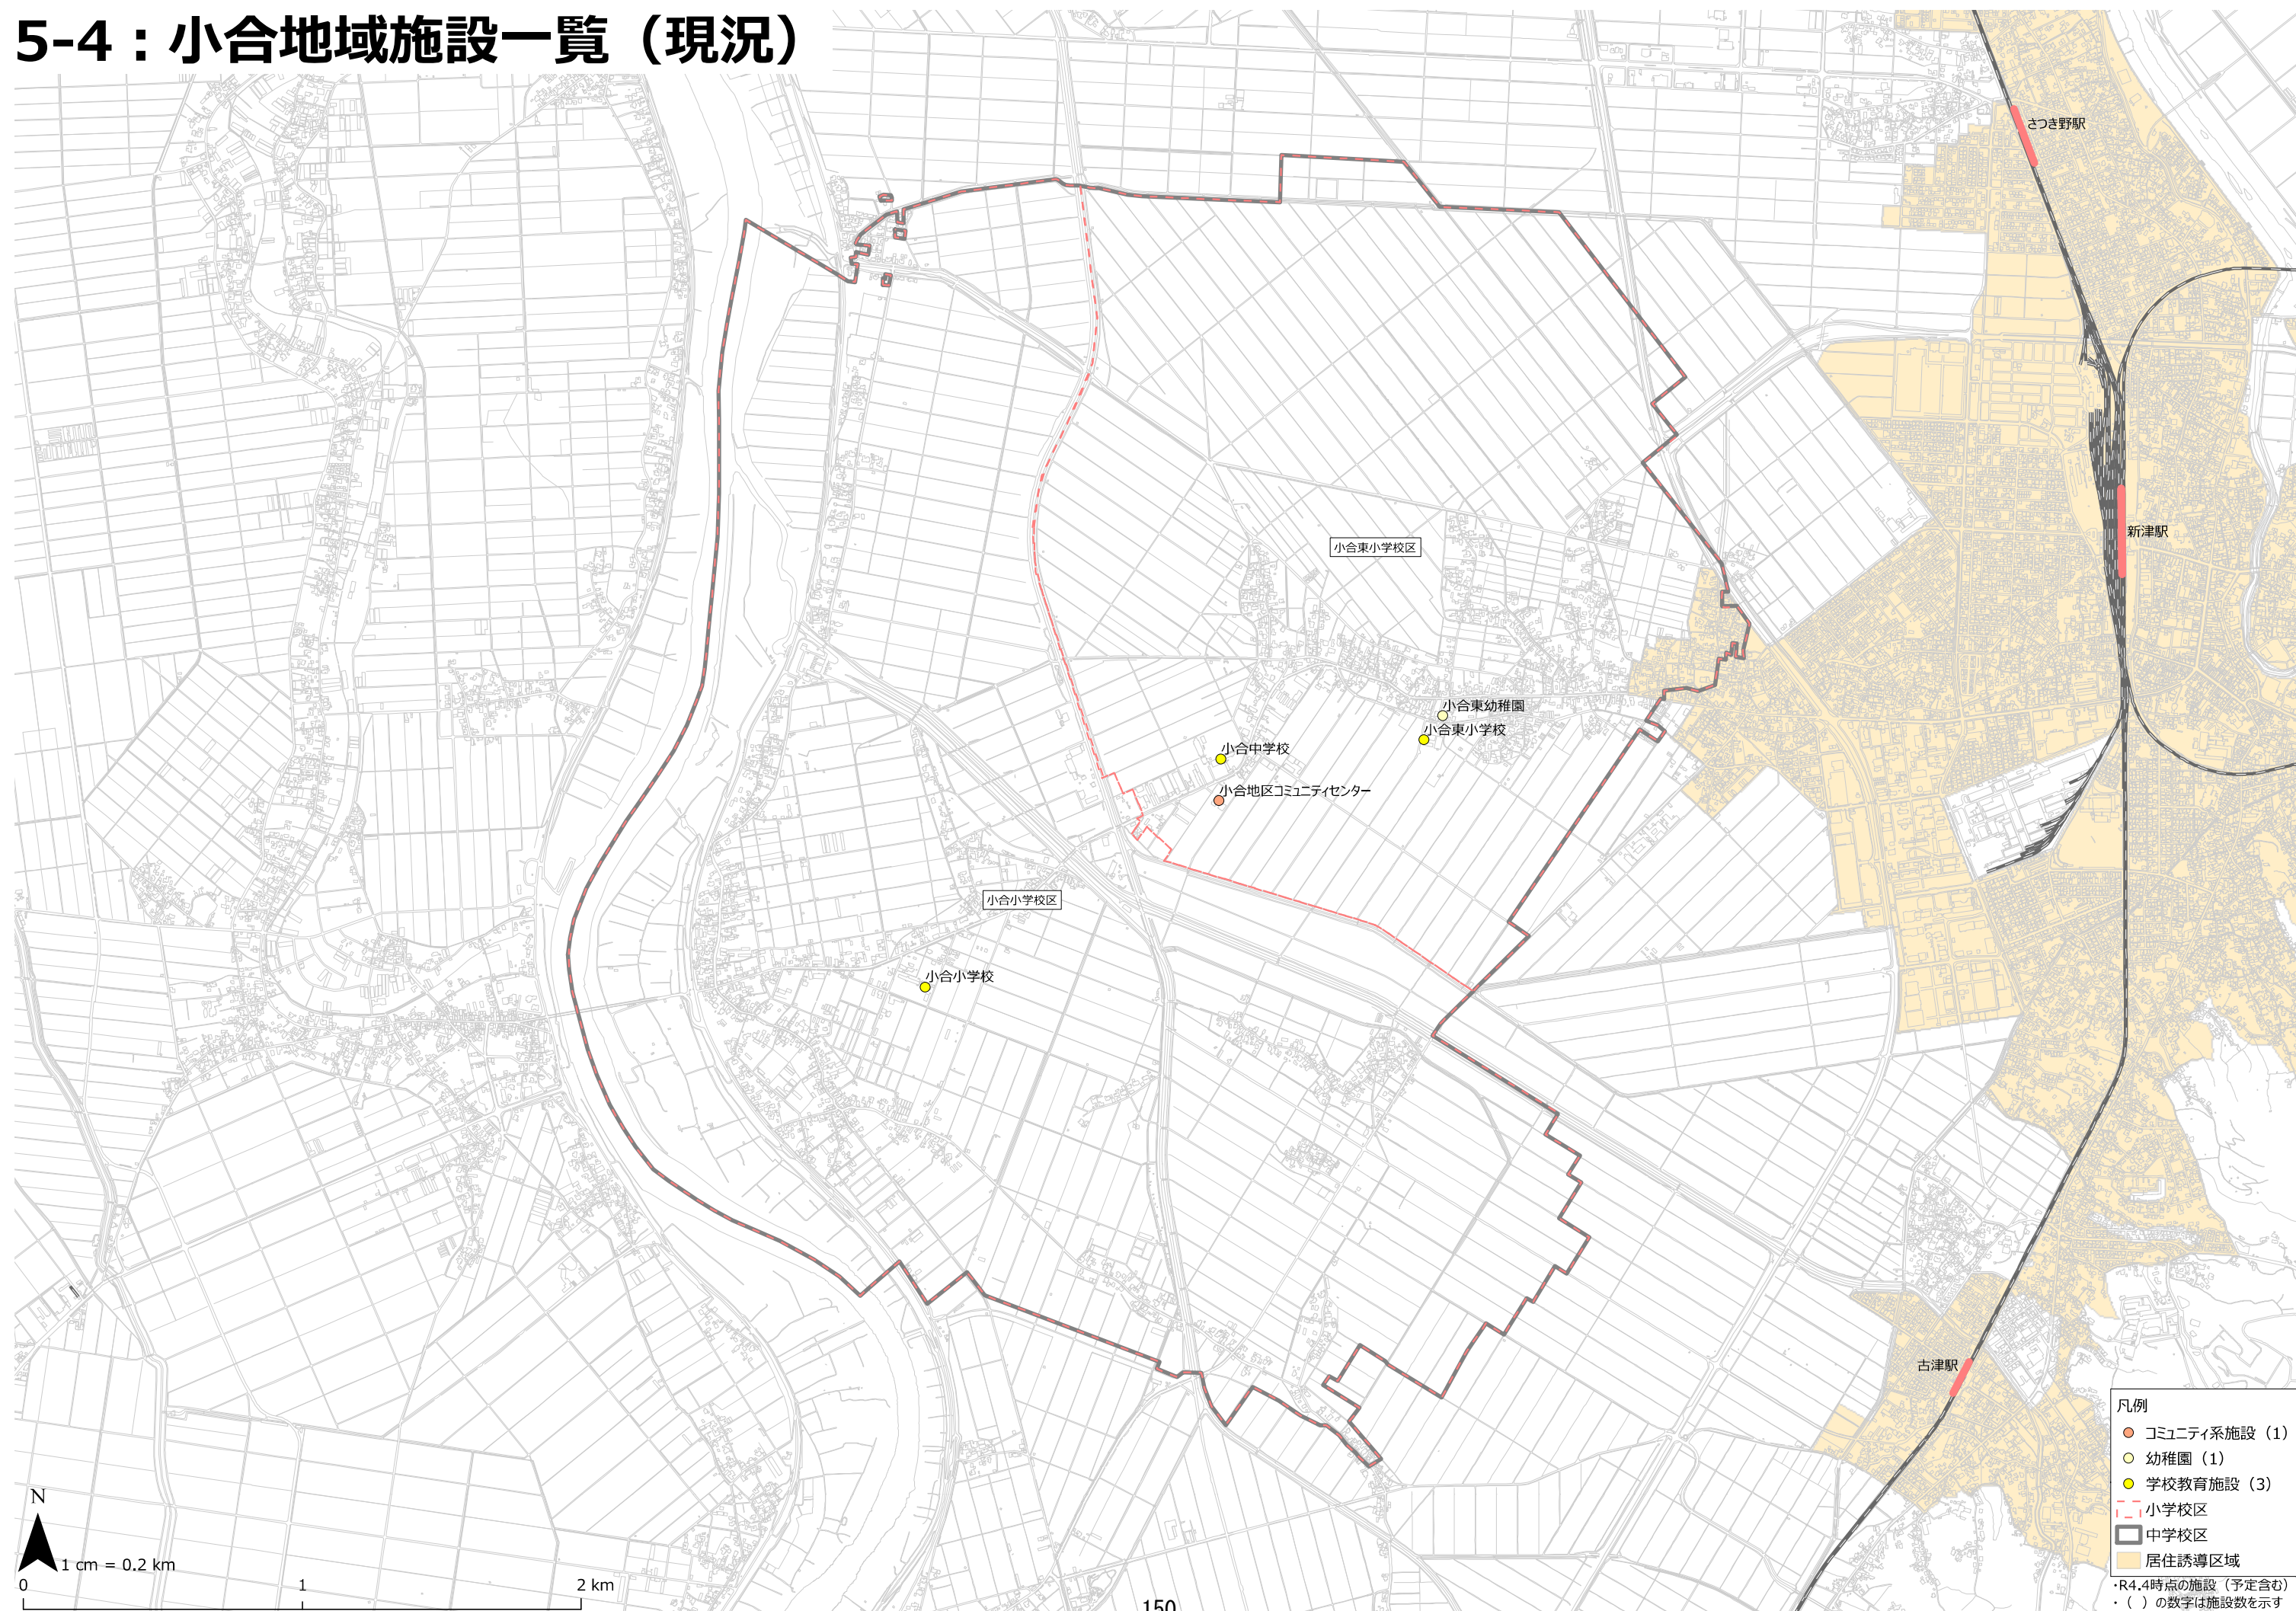 5-4：小合地域施設一覧（現況）
さつき野駅
新津駅
小合東小学校区
小合東幼稚園
小合東小学校
小合中学校
小合地区コミュニティセンター
小合小学校区
小合小学校
古津駅
凡例
コミュニティ系施設（1）
幼稚園（1）
学校教育施設（3）
小学校区
中学校区
居住誘導区域
・R4.4時点の施設（予定含む）
・（ ）の数字は施設数を示す
N
1 cm = 0.2 km
0 1 2 km
150